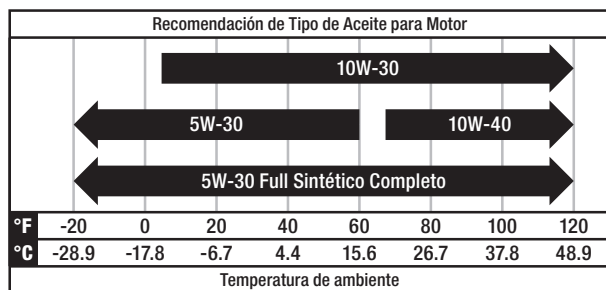 Recomendación de Tipo de Aceite para Motor
10W-30
5W-30 10W-40
5W-30 Full Sintético Completo
°F -20 0 20 40 60 80 100 120
°C -28.9 -17.8 -6.7 4.4 15.6 26.7 37.8 48.9
Temperatura de ambiente